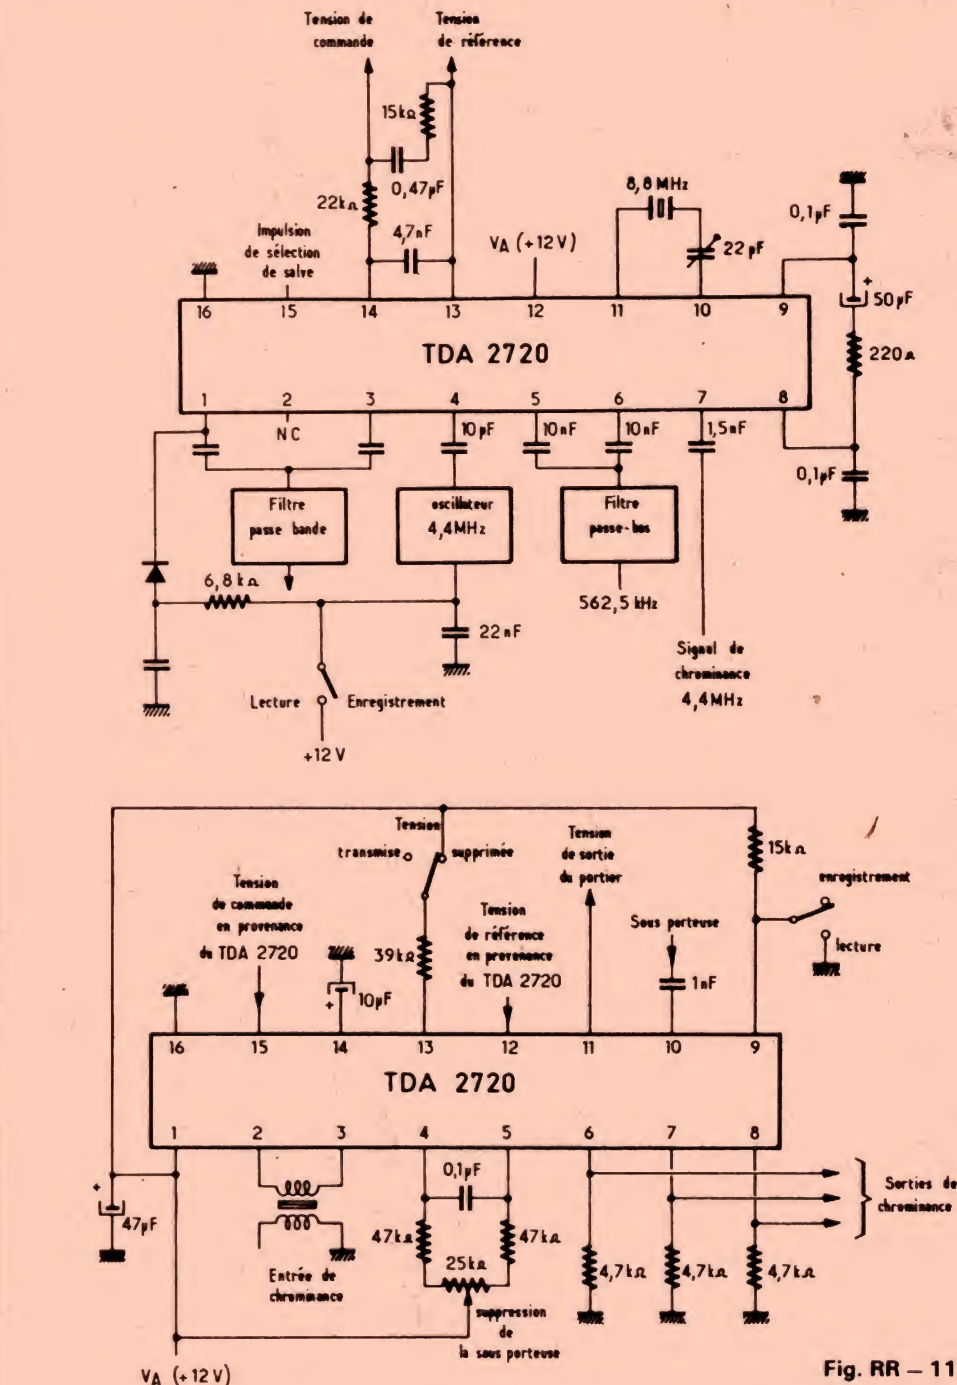 Tension de
commande
Tension
de référence
15kΩ
0,47µF
22kΩ
4,7nF
Impulsion
de sélection
de salve
VA (+12 V)
8,8 MHz
22 pF
0,1µF
50µF
220Ω
16 15 14 13 12 11 10 9
TDA 2720
1 2 3 4 5 6 7 8
NC
10pF
10nF
10nF
1,5nF
0,1µF
Filtre
passe bande
oscillateur
4,4MHz
Filtre
passe-bas
6,8 kΩ
562,5 kHz
22nF
Signal de
chrominance
4,4MHz
Lecture
Enregistrement
+12 V
Tension
transmise
supprimée
Tension
de sortie
du portier
15kΩ
enregistrement
lecture
Tension
de commande
en provenance
du TDA 2720
39kΩ
Tension
de référence
en provenance
du TDA 2720
Sous porteuse
10µF
1nF
16 15 14 13 12 11 10 9
TDA 2720
1 2 3 4 5 6 7 8
47µF
0,1µF
47kΩ
47kΩ
25kΩ
Entrée de
chrominance
suppression
de
la sous porteuse
4,7kΩ
4,7kΩ
4,7kΩ
Sorties de
chrominance
VA (+12 V)
Fig. RR – 11